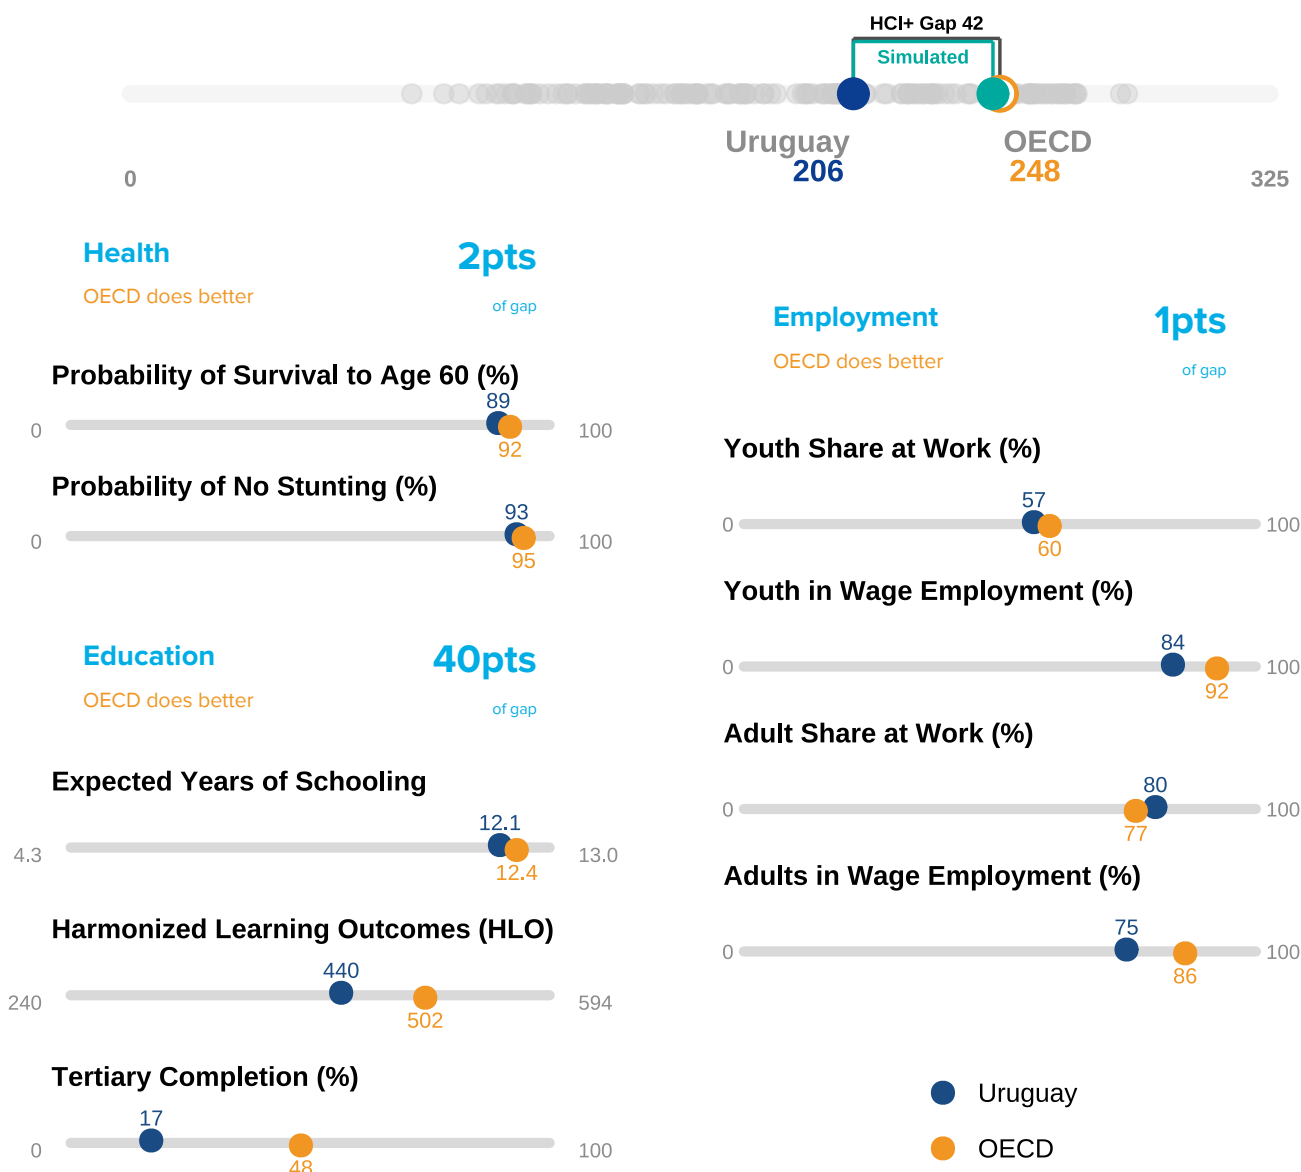 HCI+ Gap 42
Simulated
Uruguay
206
OECD
248
0
325
Health
2pts
OECD does better
of gap
Probability of Survival to Age 60 (%)
89
0
100
92
Probability of No Stunting (%)
93
0
100
95
Education
40pts
OECD does better
of gap
Expected Years of Schooling
12.1
4.3
13.0
12.4
Harmonized Learning Outcomes (HLO)
440
240
594
502
Tertiary Completion (%)
17
0
100
48
Employment
1pts
OECD does better
of gap
Youth Share at Work (%)
57
0
100
60
Youth in Wage Employment (%)
84
0
100
92
Adult Share at Work (%)
80
0
100
77
Adults in Wage Employment (%)
75
0
100
86
Uruguay
OECD